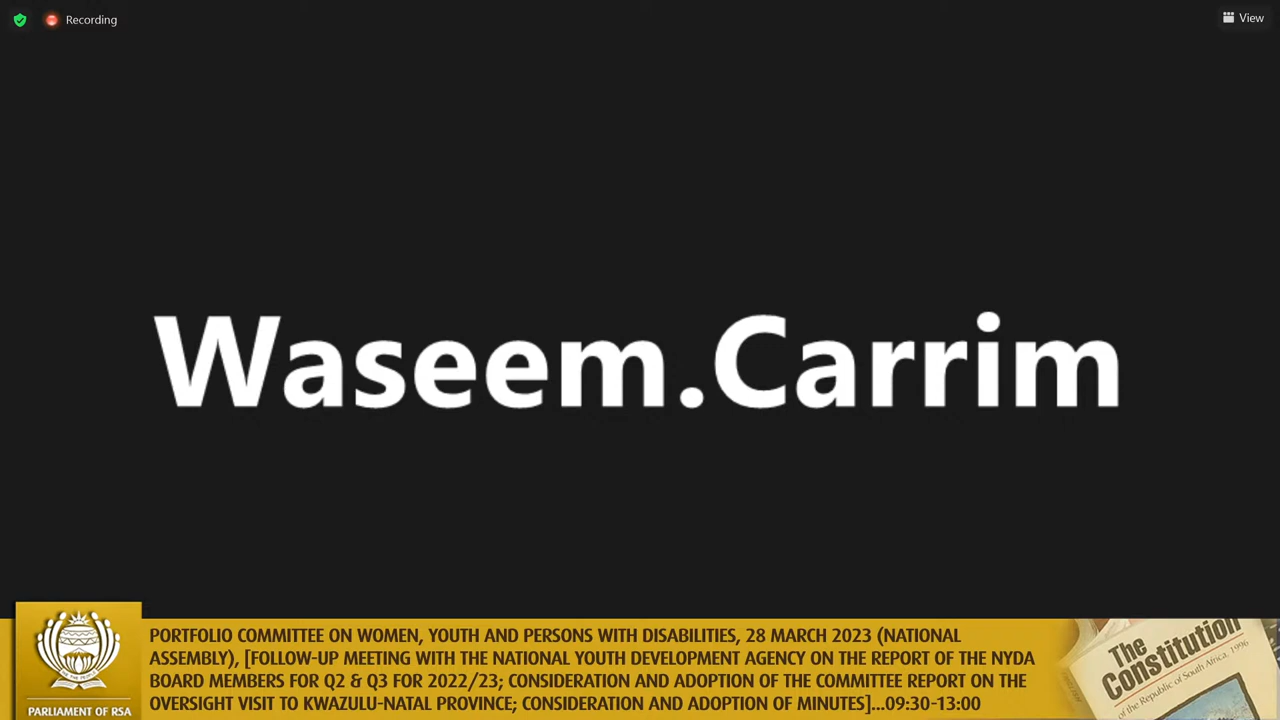 Recording
View
Waseem.Carrim
PORTFOLIO COMMITTEE ON WOMEN, YOUTH AND PERSONS WITH DISABILITIES, 28 MARCH 2023 (NATIONAL
ASSEMBLY), [FOLLOW-UP MEETING WITH THE NATIONAL YOUTH DEVELOPMENT AGENCY ON THE REPORT OF THE NYDA
BOARD MEMBERS FOR Q2 & Q3 FOR 2022/23; CONSIDERATION AND ADOPTION OF THE COMMITTEE REPORT ON THE
OVERSIGHT VISIT TO KWAZULU-NATAL PROVINCE; CONSIDERATION AND ADOPTION OF MINUTES]...09:30-13:00
PARLIAMENT OF RSA
The
Constitution
of the Republic of South Africa, 1996